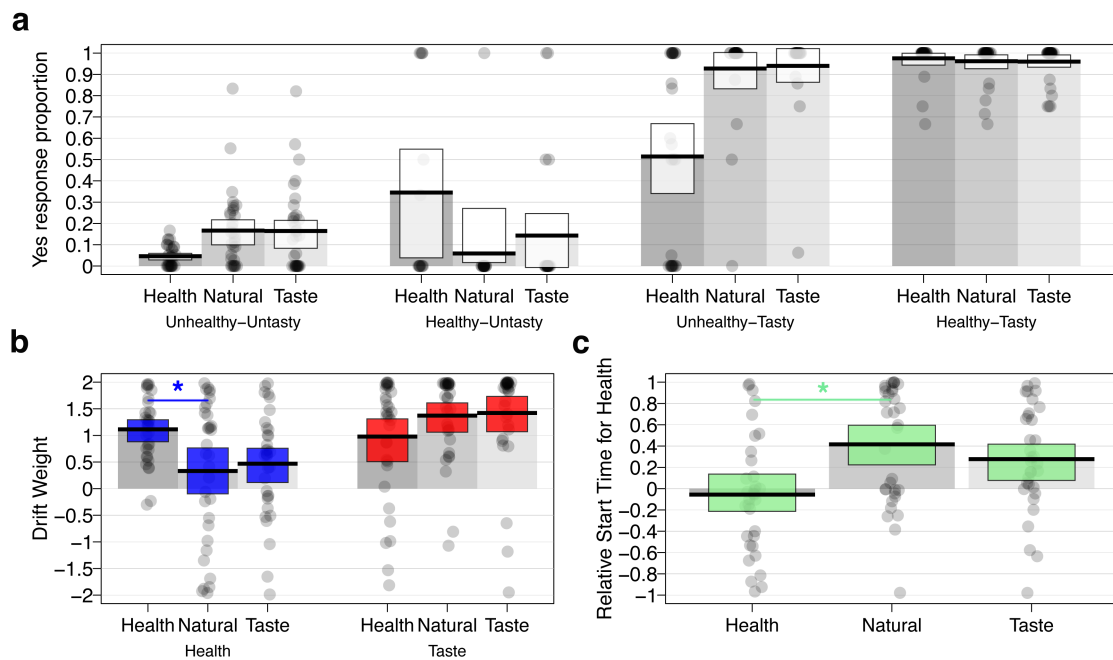 a
Yes response proportion
1
0.9
0.8
0.7
0.6
0.5
0.4
0.3
0.2
0.1
0
Health Natural Taste
Unhealthy−Untasty
Health Natural Taste
Healthy−Untasty
Health Natural Taste
Unhealthy−Tasty
Health Natural Taste
Healthy−Tasty
b
Drift Weight
2
1.5
1
0.5
0
−0.5
−1
−1.5
−2
*
Health Natural Taste
Health
Health Natural Taste
Taste
c
Relative Start Time for Health
1
0.8
0.6
0.4
0.2
0
−0.2
−0.4
−0.6
−0.8
−1
*
Health Natural Taste